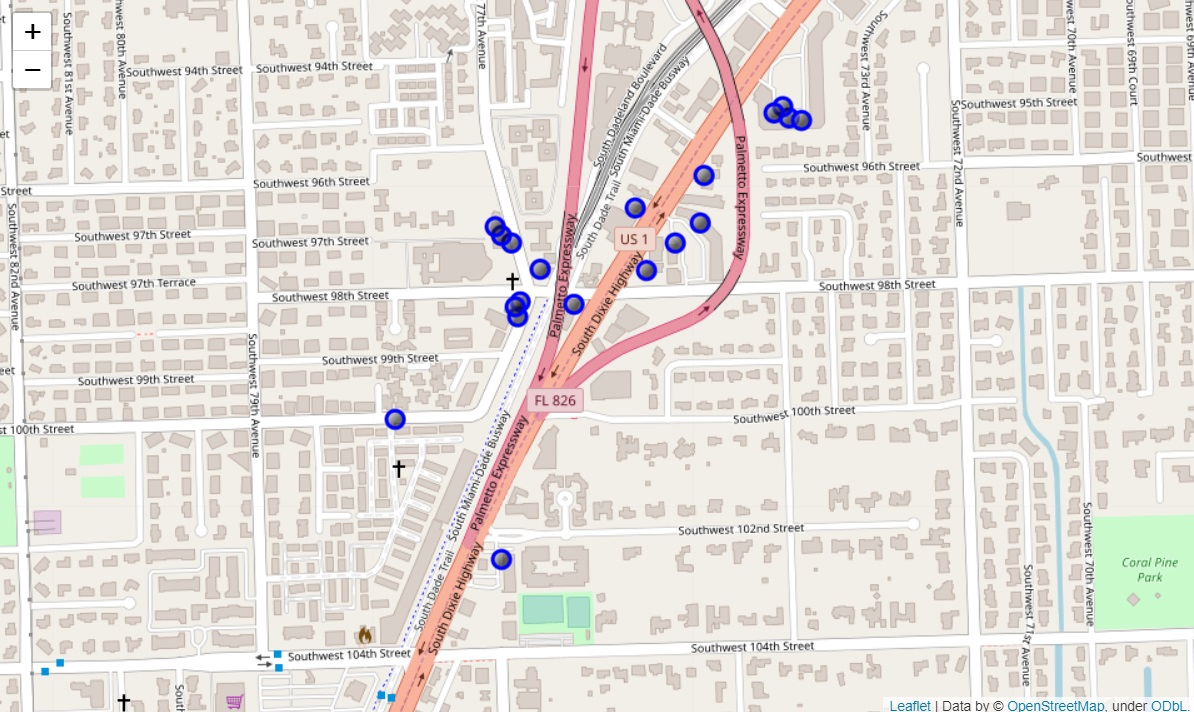 +
−
Southwest 81st Avenue
Southwest 80th Avenue
77th Avenue
Southwest 94th Street
Southwest 94th Street
South Dadeland Boulevard
South Miami-Dade Busway
Palmetto Expressway
Southwest 73rd Avenue
Southwest 70th Avenue
Southwest 69th Court
Southwest 69th Avenue
Southwest 95th Street
Southwest 72nd Avenue
Southwest 96th Street
Southwest
Street
Southwest 96th Street
South Dade Trail
Southwest 82nd Avenue
Southwest 97th Street
Southwest 97th Street
US 1
Palmetto Expressway
Southwest 97th Terrace
Southwest 98th Street
Southwest 98th Street
South Dixie Highway
Southwest 79th Avenue
Southwest 99th Street
Southwest 99th Street
FL 826
Southwest 100th Street
st 100th Street
South Miami-Dade Busway
Palmetto Expressway
Southwest 102nd Street
Southwest 70th Avenue
Southwest 71st Avenue
Coral Pine
Park
South Dade Trail
South Dixie Highway
Southwest 104th Street
Southwest 104th Street
South
Leaflet | Data by © OpenStreetMap, under ODbL.